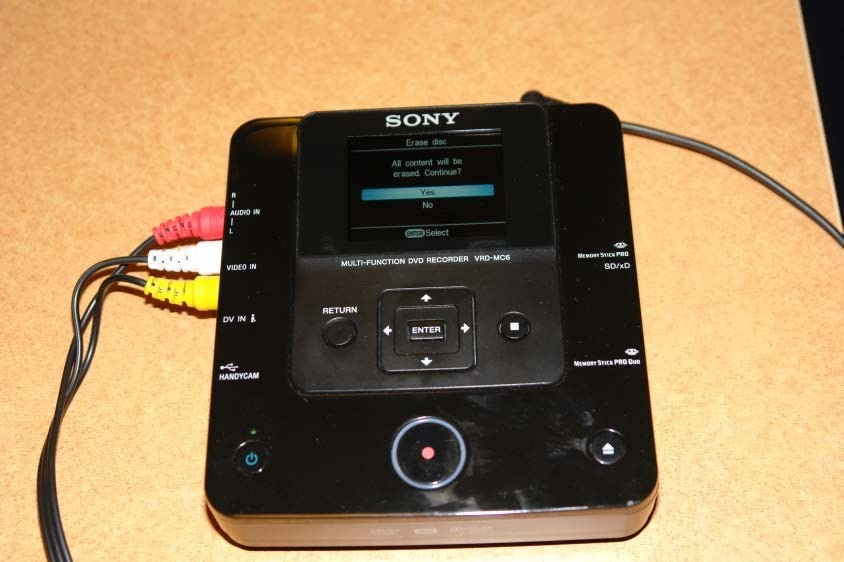 SONY
Erase disc
All content will be
erased. Continue?
Yes
No
ENTER Select
MULTI-FUNCTION DVD RECORDER VRD-MC6
R
AUDIO IN
L
VIDEO IN
DV IN i
HANDYCAM
MEMORY STICK PRO
SD/xD
MEMORY STICK PRO DUO
RETURN
ENTER